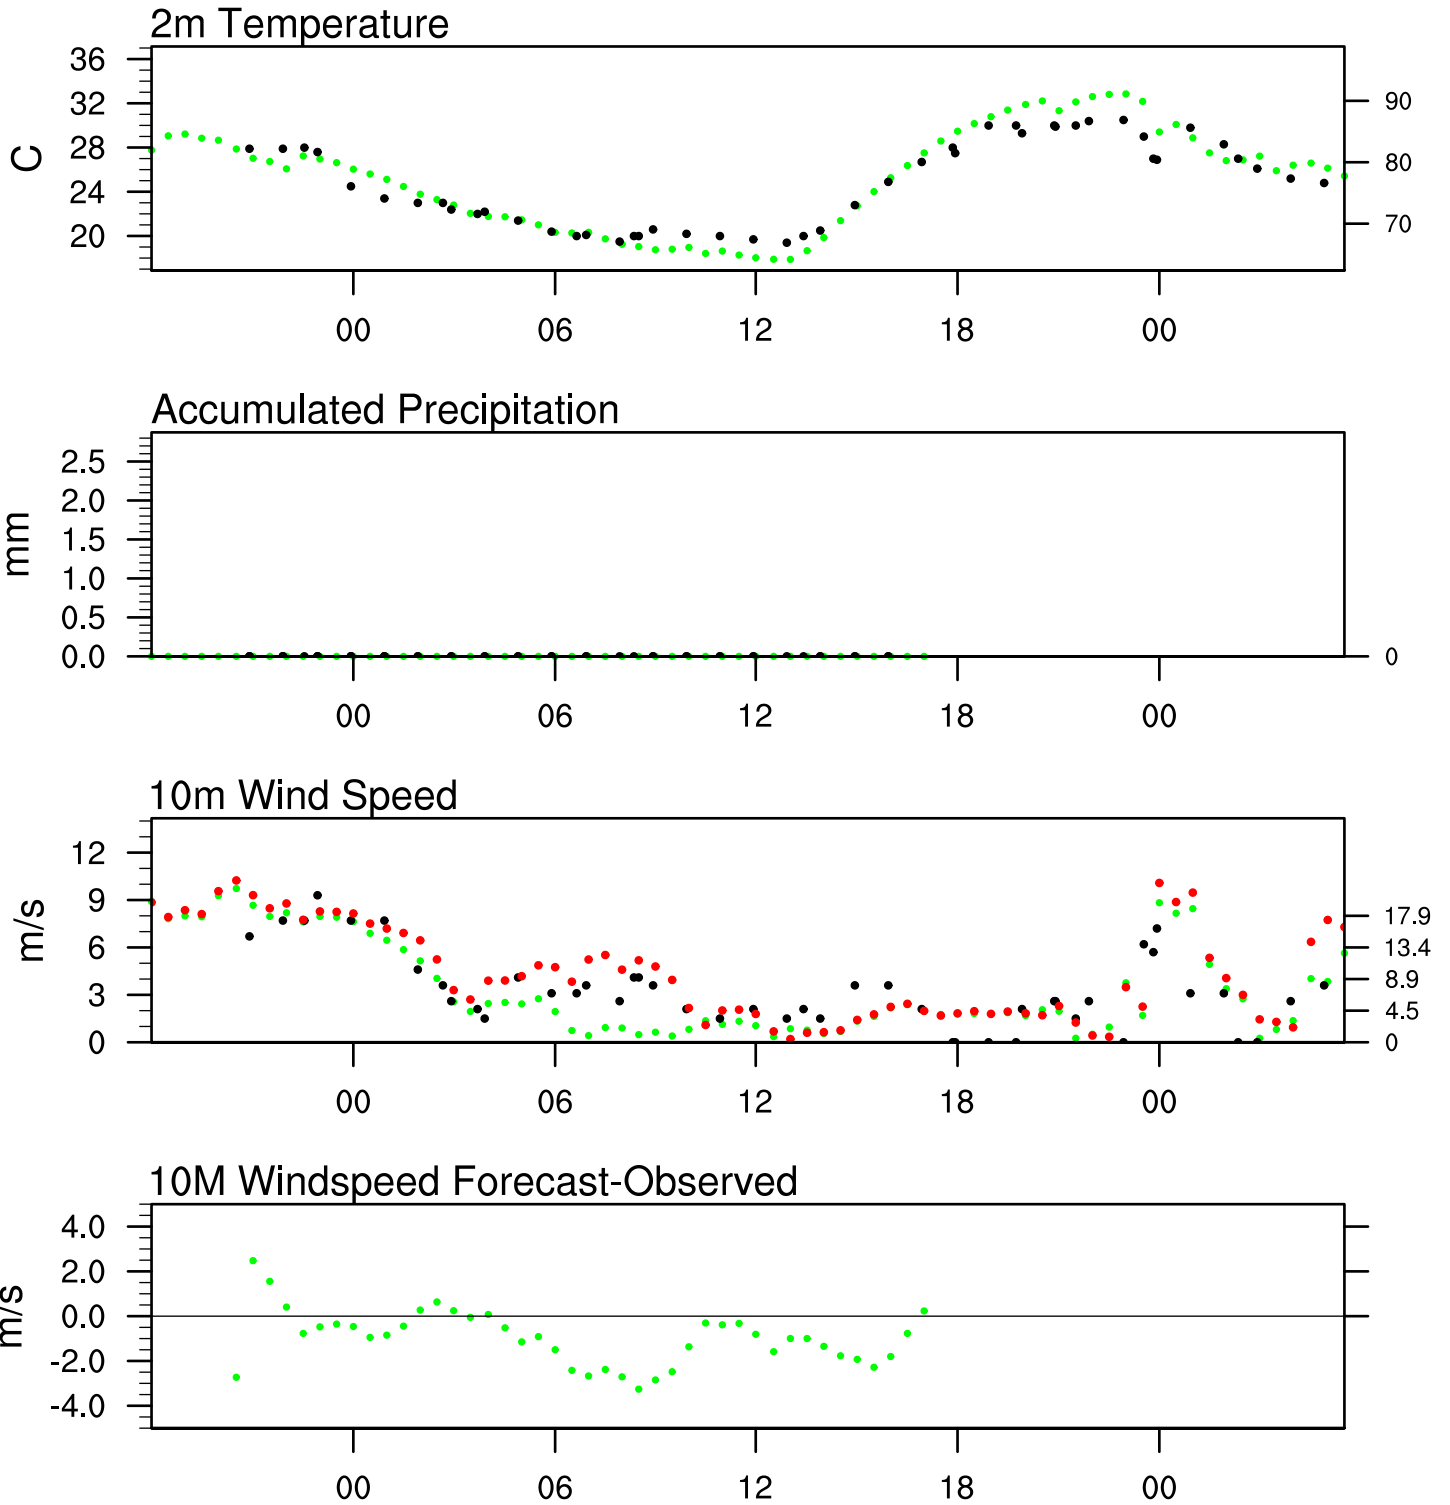 2m Temperature
C
36
32
28
24
20
90
80
70
00 06 12 18 00
Accumulated Precipitation
mm
2.5
2.0
1.5
1.0
0.5
0.0
0
00 06 12 18 00
10m Wind Speed
m/s
12
9
6
3
0
17.9
13.4
8.9
4.5
0
00 06 12 18 00
10M Windspeed Forecast-Observed
m/s
4.0
2.0
0.0
-2.0
-4.0
00 06 12 18 00